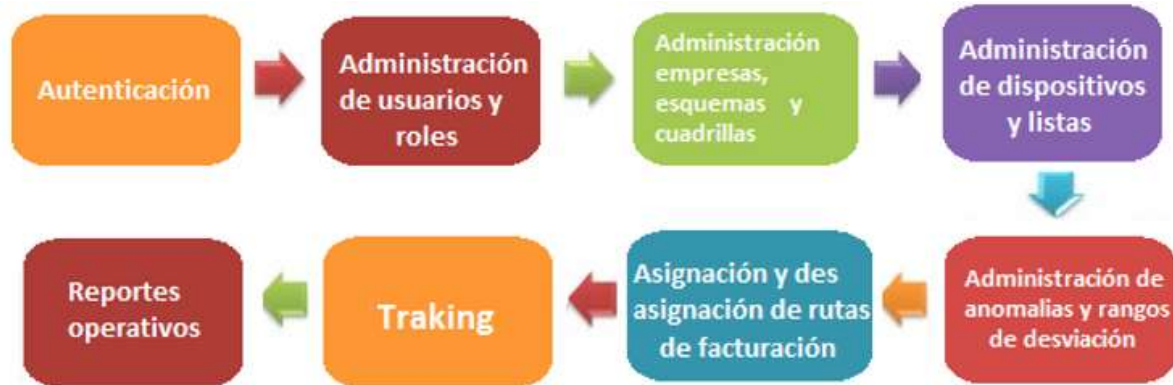 Autenticación
Administración
de usuarios y
roles
Administración
empresas,
esquemas y
cuadrillas
Administración
de dispositivos
y listas
Administración de
anomalias y rangos
de desviación
Asignación y des
asignación de rutas
de facturación
Traking
Reportes
operativos